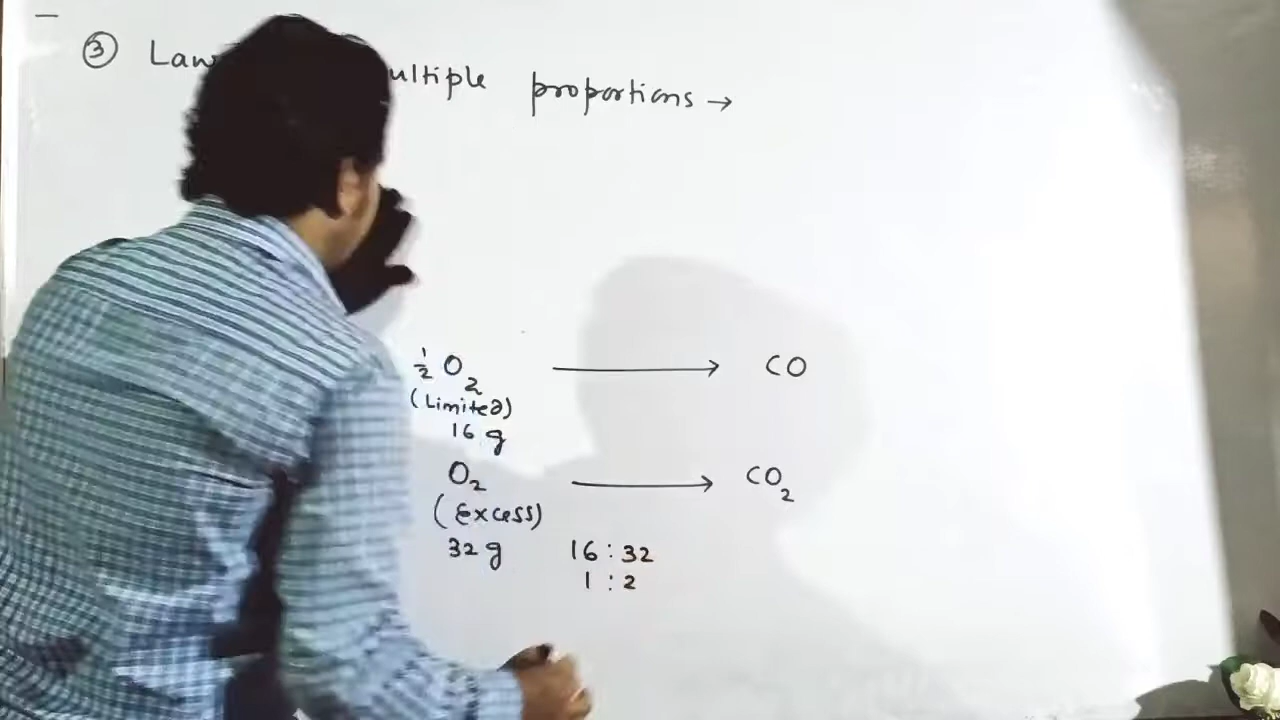 ③ Law ultiple proportions →
½ O₂ → CO
(Limited)
16 g
O₂ → CO₂
(Excess)
32 g 16 : 32
1 : 2